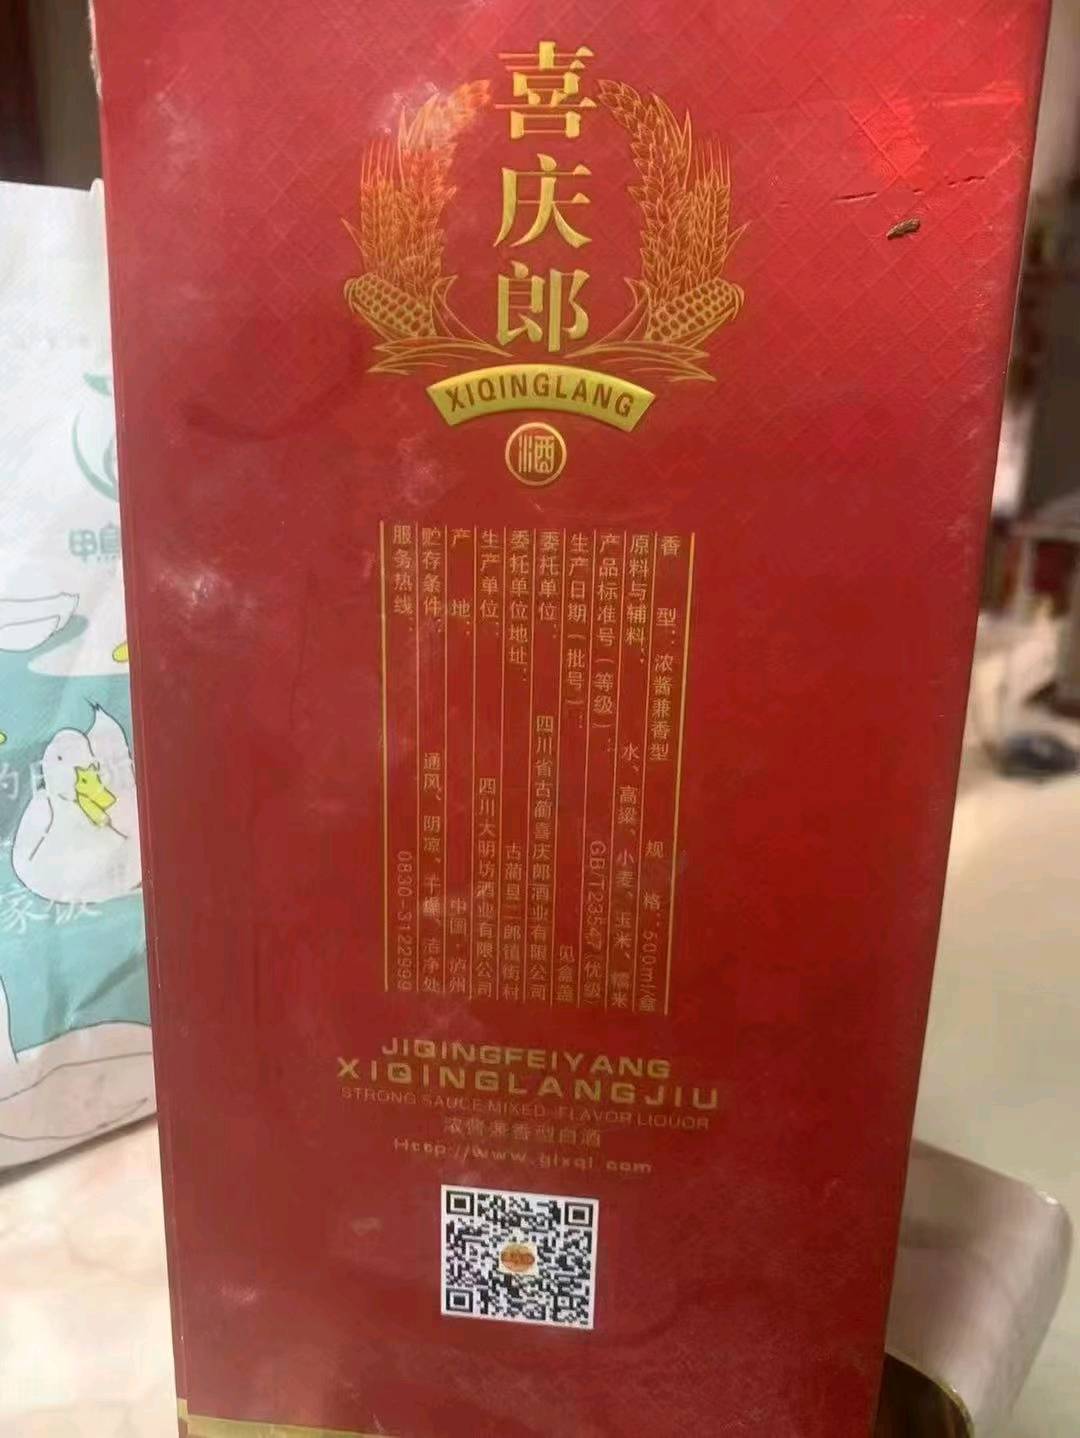 喜庆郎
XIQINGLANG
酒
香型：浓酱兼香型 规格：500ml/盒
原料与辅料：水、高粱、小麦、玉米、糯米
产品标准号（等级）：GB/T23547（优级）
生产日期（批号）：见盒盖
委托单位：四川省古蔺喜庆郎酒业有限公司
委托单位地址：古蔺县二郎镇街村
生产单位：四川大明坊酒业有限公司
产地：中国·泸州
贮存条件：通风、阴凉、干燥、洁净处
服务热线：0830-3122999
JIQINGFEIYANG
XIQINGLANGJIU
STRONG SAUCE MIXED-FLAVOR LIQUOR
浓酱兼香型白酒
Http://www.glxql.com
鸭
的
家饭